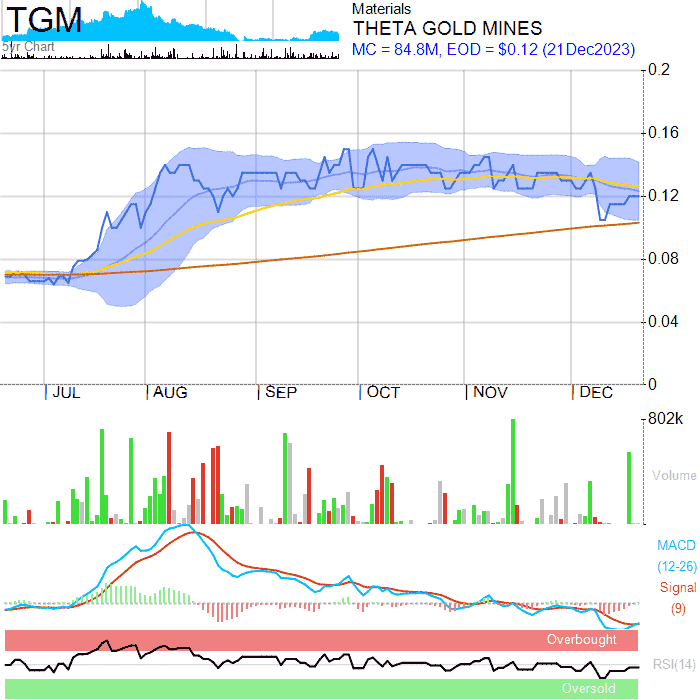 TGM
5yr Chart
Materials
THETA GOLD MINES
MC = 84.8M, EOD = $0.12 (21Dec2023)
0.2
0.16
0.12
0.08
0.04
0
JUL AUG SEP OCT NOV DEC
802k
Volume
MACD
(12-26)
Signal
(9)
Overbought
RSI(14)
Oversold